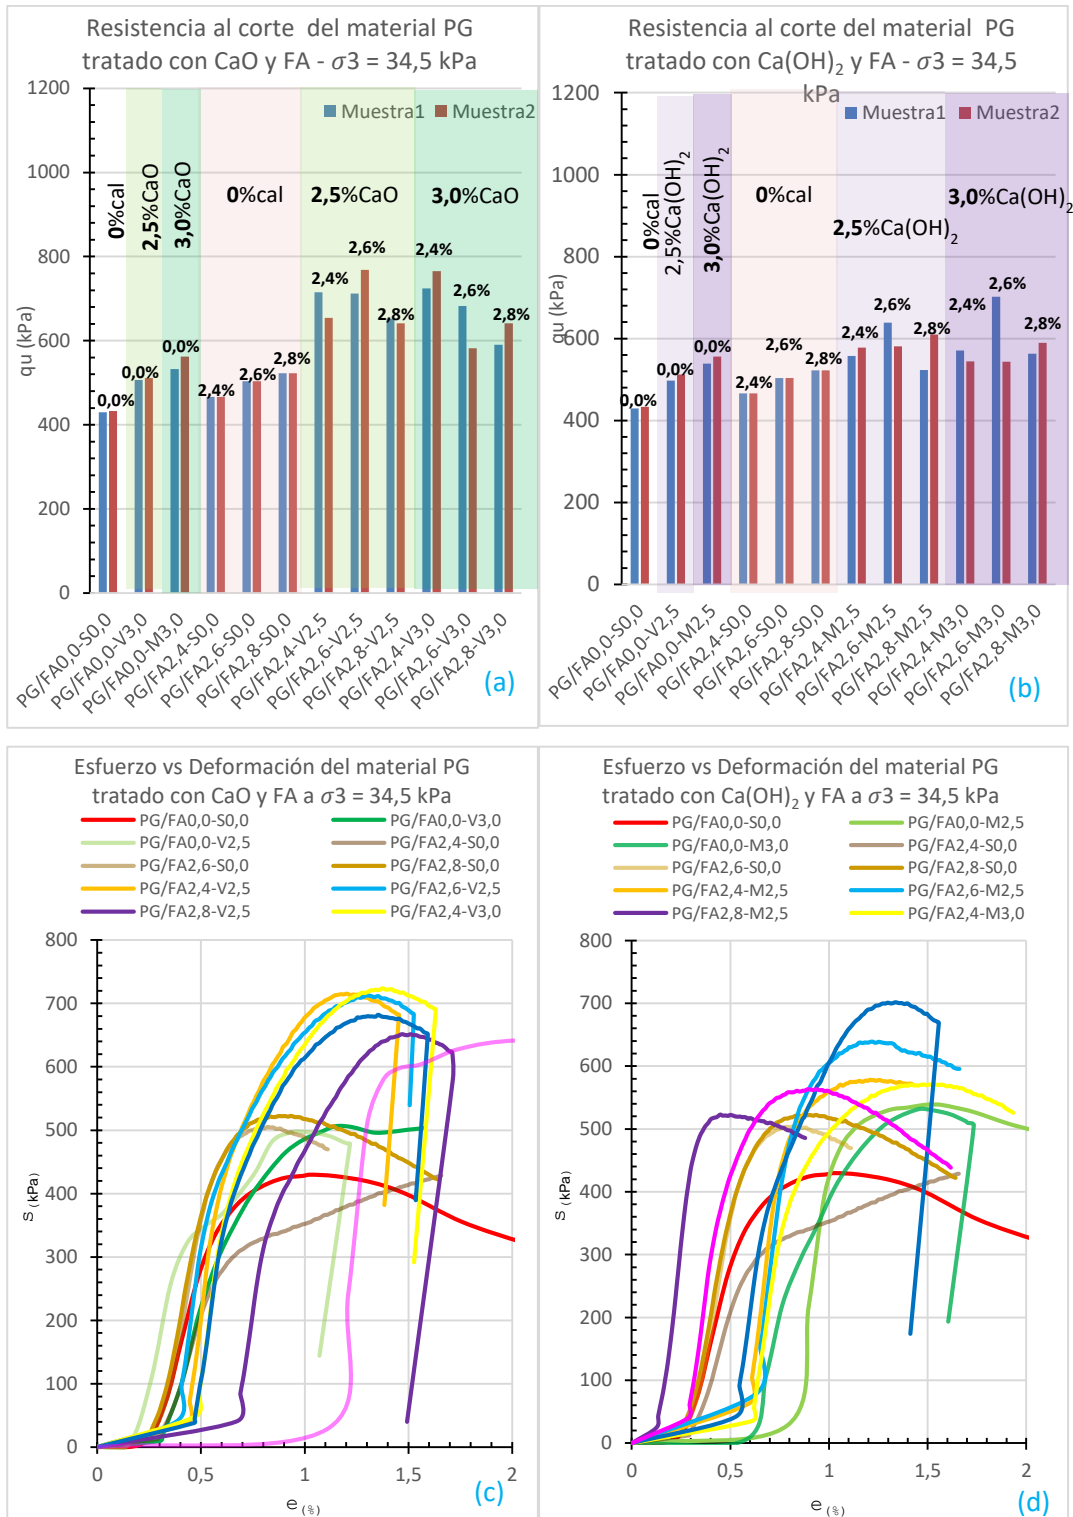 Resistencia al corte del material PG
tratado con CaO y FA - σ3 = 34,5 kPa
Muestra1
Muestra2
qu (kPa)
1200
1000
800
600
400
200
0
0%cal
2,5%CaO
3,0%CaO
0%cal
2,5%CaO
3,0%CaO
0,0%
0,0%
0,0%
2,4%
2,6%
2,8%
2,4%
2,6%
2,8%
2,4%
2,6%
2,8%
PG/FA0,0-S0,0
PG/FA0,0-V3,0
PG/FA0,0-M3,0
PG/FA2,4-S0,0
PG/FA2,6-S0,0
PG/FA2,8-S0,0
PG/FA2,4-V2,5
PG/FA2,6-V2,5
PG/FA2,8-V2,5
PG/FA2,4-V3,0
PG/FA2,6-V3,0
PG/FA2,8-V3,0
(a)
Resistencia al corte del material PG
tratado con Ca(OH)2 y FA - σ3 = 34,5
kPa
Muestra1
Muestra2
qu (kPa)
1200
1000
800
600
400
200
0
0%cal
2,5%Ca(OH)2
3,0%Ca(OH)2
0%cal
2,5%Ca(OH)2
3,0%Ca(OH)2
0,0%
0,0%
0,0%
2,4%
2,6%
2,8%
2,4%
2,6%
2,8%
2,4%
2,6%
2,8%
PG/FA0,0-S0,0
PG/FA0,0-V2,5
PG/FA0,0-M2,5
PG/FA2,4-S0,0
PG/FA2,6-S0,0
PG/FA2,8-S0,0
PG/FA2,4-M2,5
PG/FA2,6-M2,5
PG/FA2,8-M2,5
PG/FA2,4-M3,0
PG/FA2,6-M3,0
PG/FA2,8-M3,0
(b)
Esfuerzo vs Deformación del material PG
tratado con CaO y FA a σ3 = 34,5 kPa
PG/FA0,0-S0,0
PG/FA0,0-V3,0
PG/FA0,0-V2,5
PG/FA2,4-S0,0
PG/FA2,6-S0,0
PG/FA2,8-S0,0
PG/FA2,4-V2,5
PG/FA2,6-V2,5
PG/FA2,8-V2,5
PG/FA2,4-V3,0
S (kPa)
800
700
600
500
400
300
200
100
0
0
0,5
1
1,5
2
e (%)
(c)
Esfuerzo vs Deformación del material PG
tratado con Ca(OH)2 y FA a σ3 = 34,5 kPa
PG/FA0,0-S0,0
PG/FA0,0-M2,5
PG/FA0,0-M3,0
PG/FA2,4-S0,0
PG/FA2,6-S0,0
PG/FA2,8-S0,0
PG/FA2,4-M2,5
PG/FA2,6-M2,5
PG/FA2,8-M2,5
PG/FA2,4-M3,0
S (kPa)
800
700
600
500
400
300
200
100
0
0
0,5
1
1,5
2
e (%)
(d)